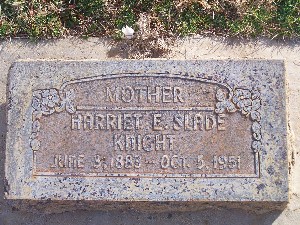 MOTHER
HARRIET E. SLADE
KNIGHT
JUNE 3, 1883 - OCT 5, 1951